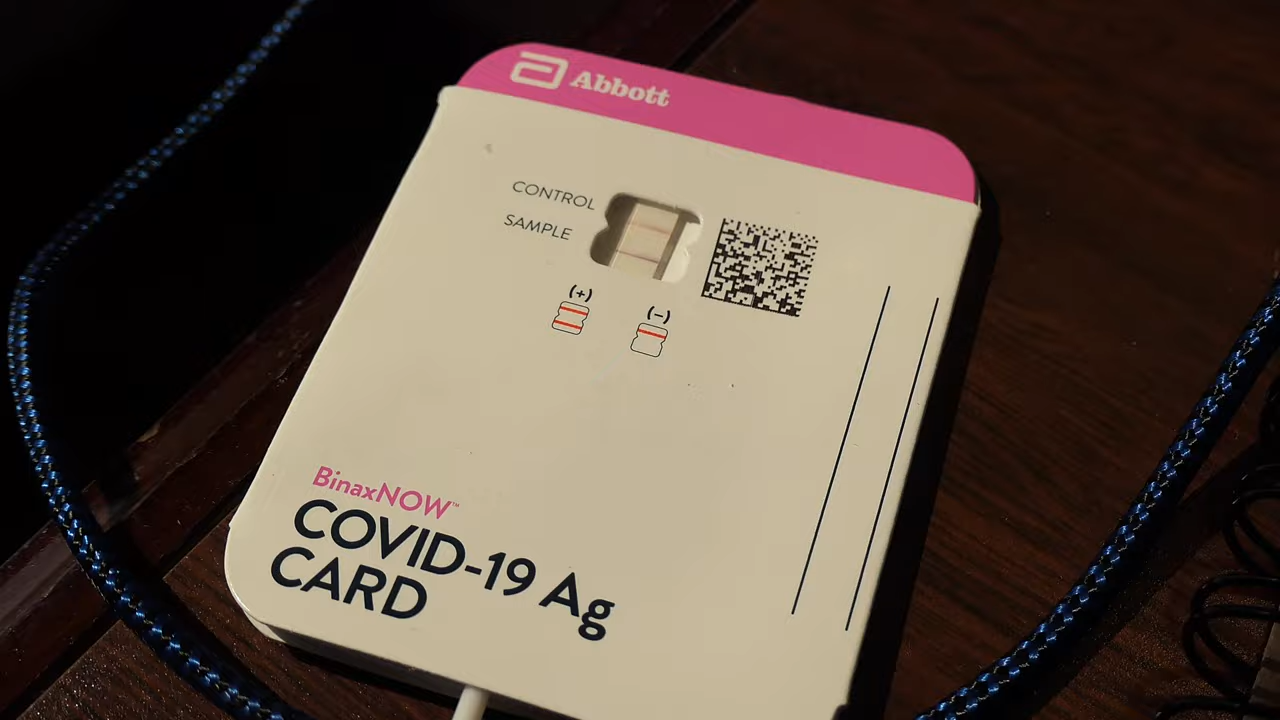 Abbott
CONTROL
SAMPLE
(+)
(-)
BinaxNOW™
COVID-19 Ag
CARD